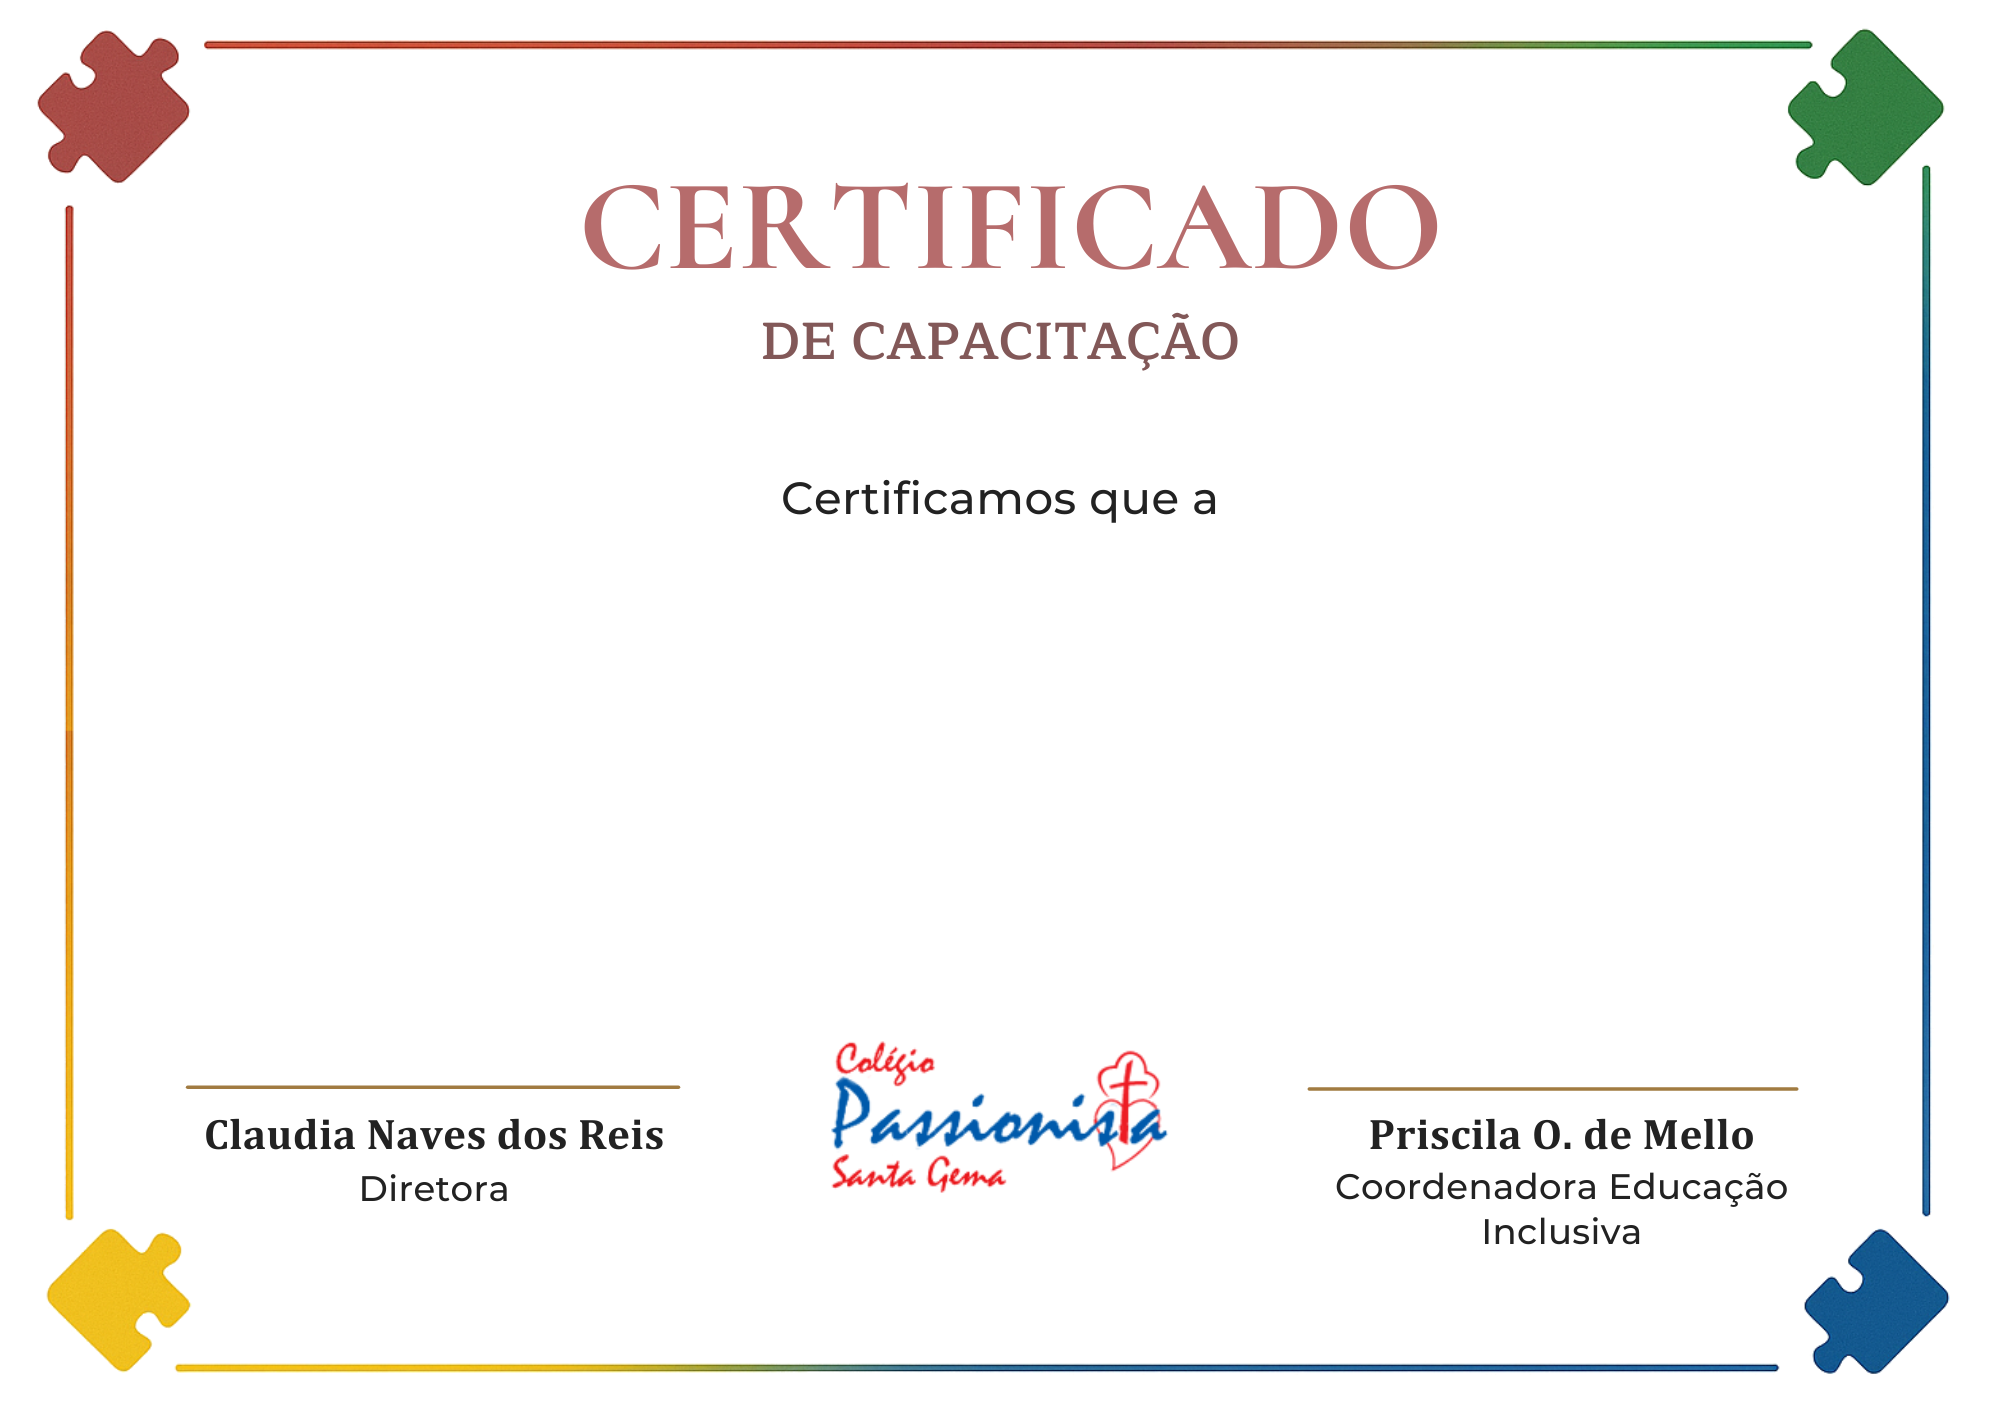 CERTIFICADO
DE CAPACITAÇÃO
Certificamos que a
Claudia Naves dos Reis
Diretora
Colégio
Passionista
Santa Gema
Priscila O. de Mello
Coordenadora Educação
Inclusiva